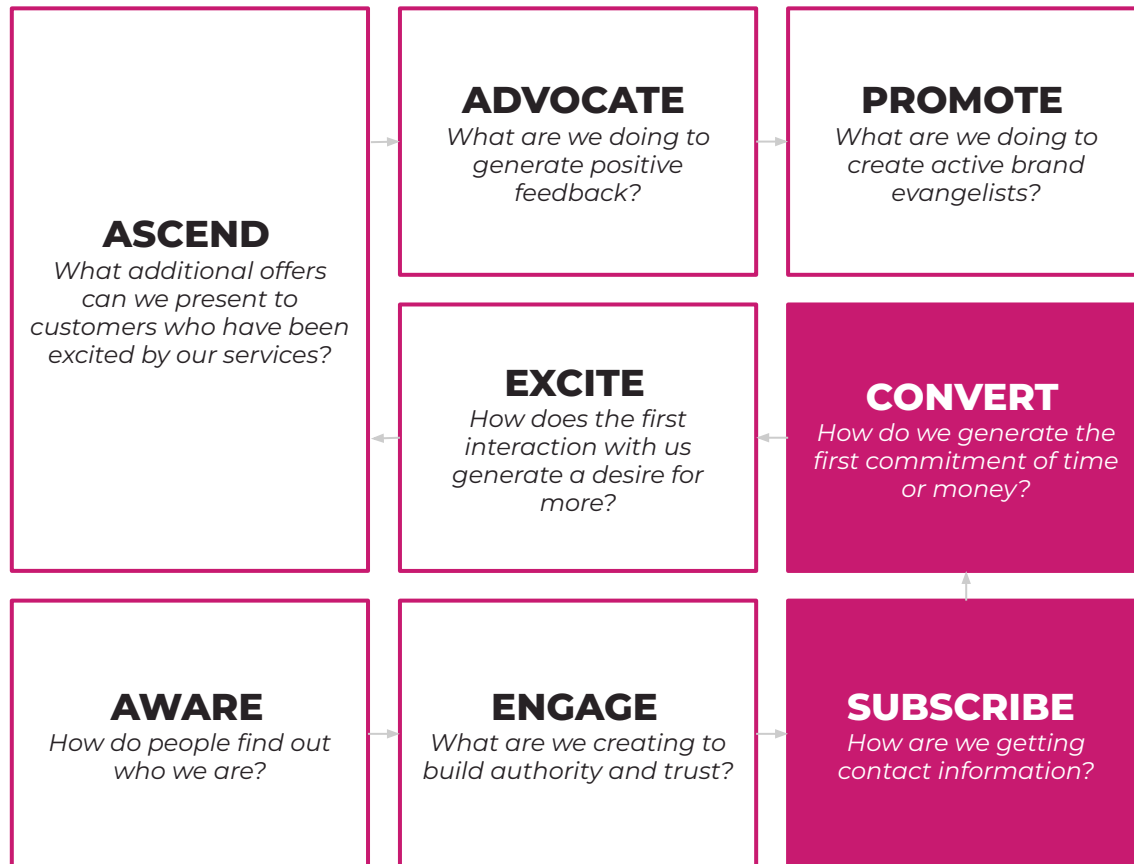 ASCEND
What additional offers
can we present to
customers who have been
excited by our services?
ADVOCATE
What are we doing to
generate positive
feedback?
PROMOTE
What are we doing to
create active brand
evangelists?
EXCITE
How does the first
interaction with us
generate a desire for
more?
CONVERT
How do we generate the
first commitment of time
or money?
AWARE
How do people find out
who we are?
ENGAGE
What are we creating to
build authority and trust?
SUBSCRIBE
How are we getting
contact information?